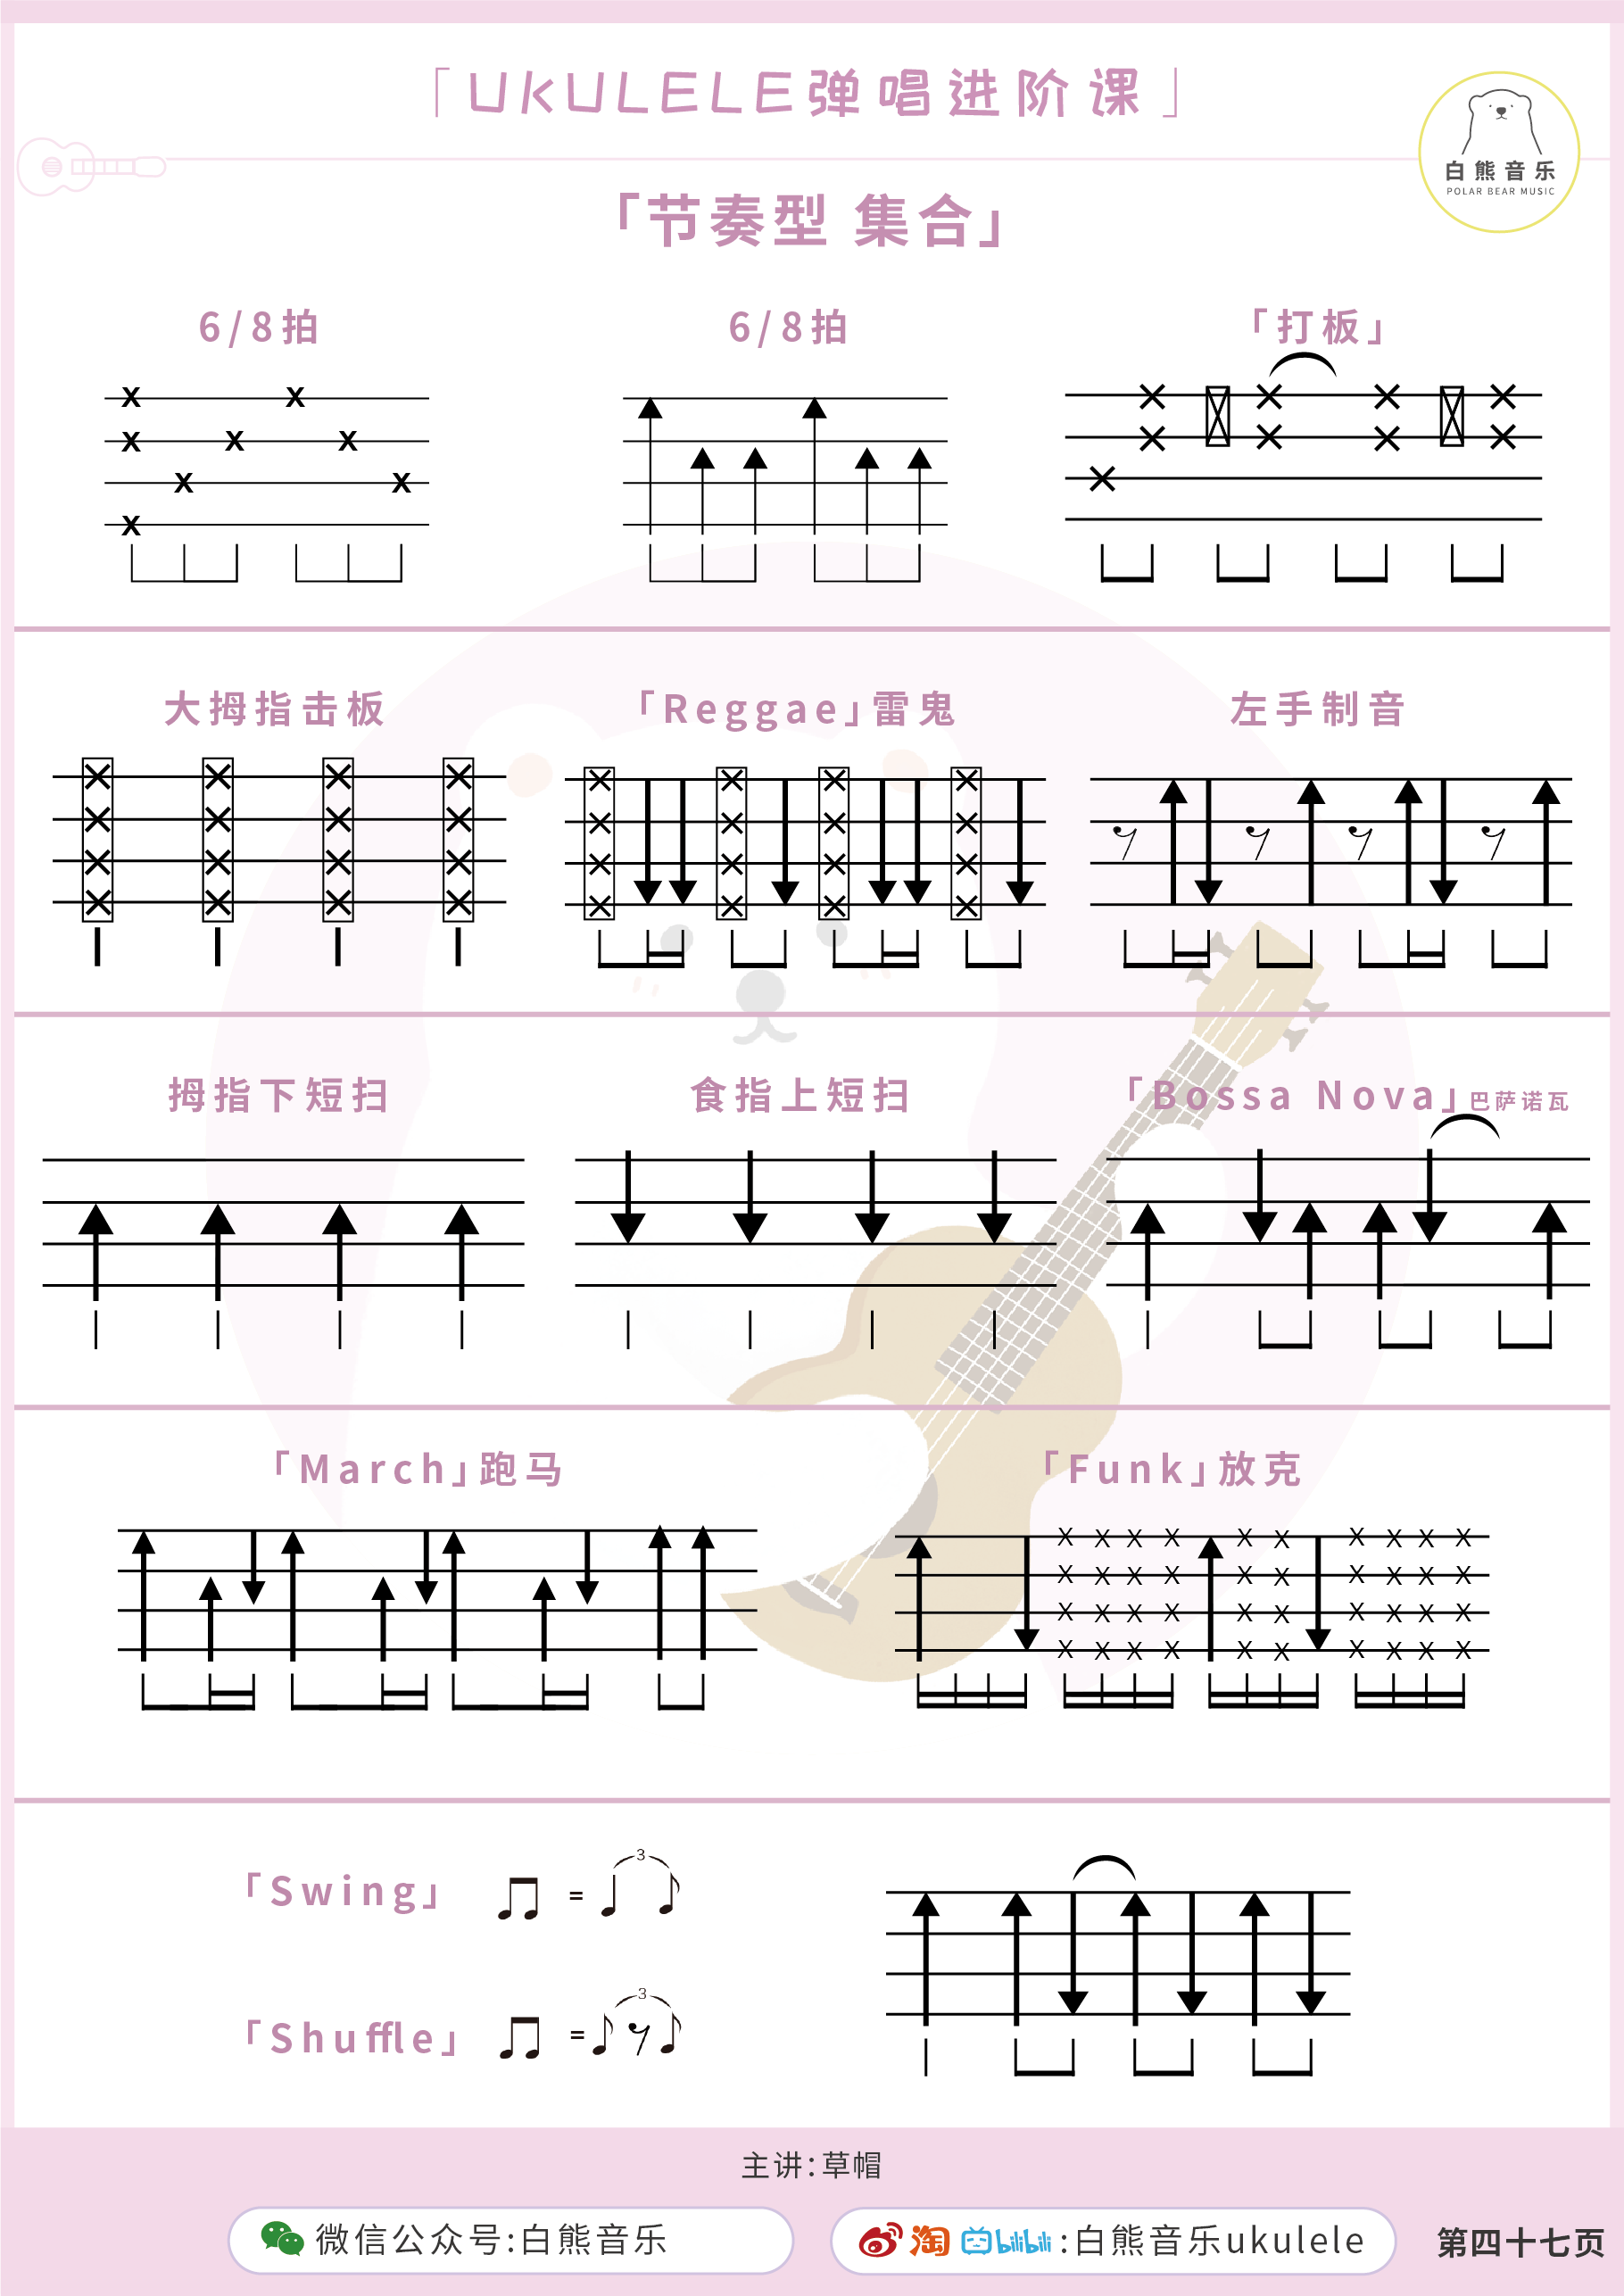 「UKULELE弹唱进阶课」
白熊音乐
POLAR BEAR MUSIC
「节奏型 集合」
6/8拍
6/8拍
「打板」
大拇指击板
「Reggae」雷鬼
左手制音
拇指下短扫
食指上短扫
「Bossa Nova」巴萨诺瓦
「March」跑马
「Funk」放克
「Swing」
=
3
「Shuffle」
=
3
主讲:草帽
微信公众号:白熊音乐
淘 bilibili:白熊音乐ukulele
第四十七页